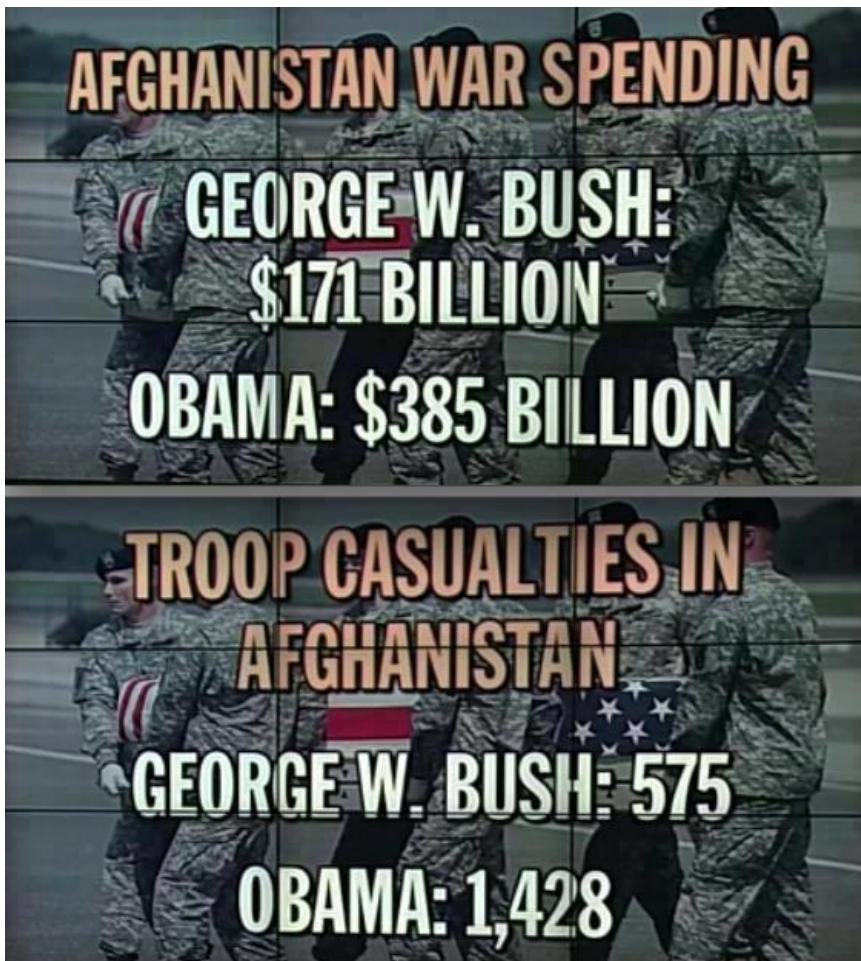 AFGHANISTAN WAR SPENDING
GEORGE W. BUSH:
$171 BILLION
OBAMA: $385 BILLION
TROOP CASUALTIES IN
AFGHANISTAN
GEORGE W. BUSH: 575
OBAMA: 1,428